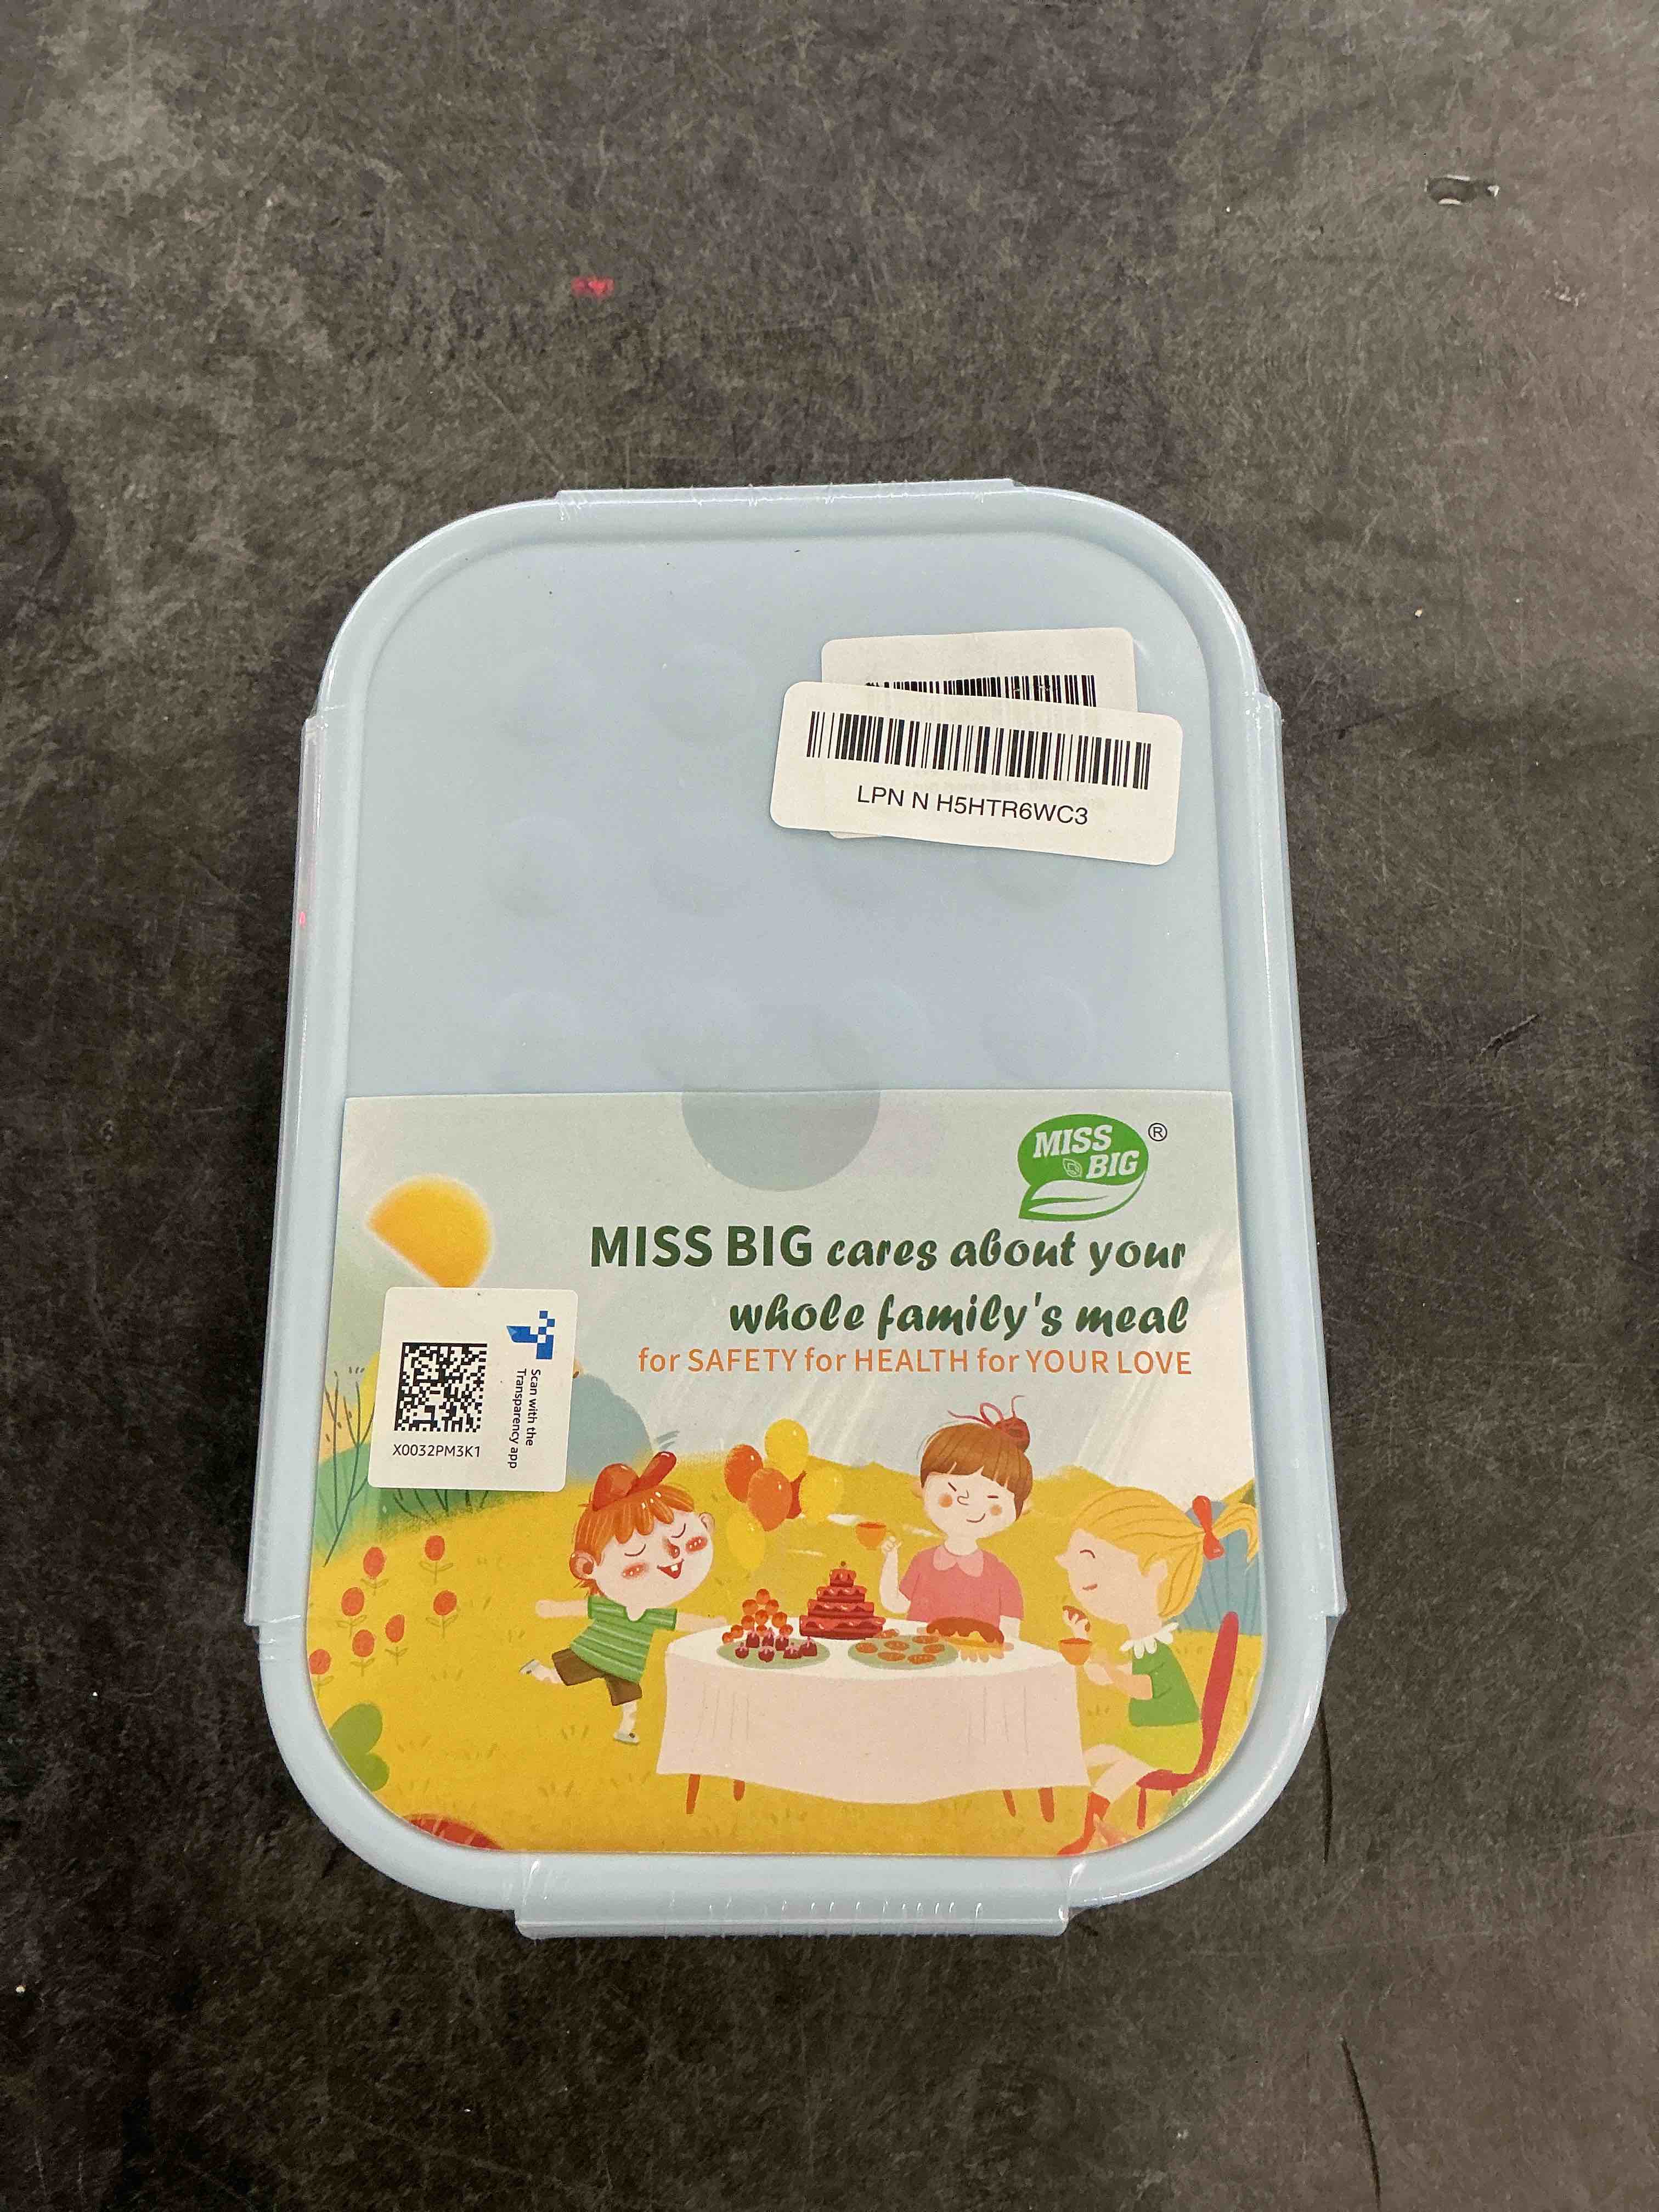 LPN N H5HTR6WC3
MISS
BIG
®
MISS BIG cares about your
whole family's meal
for SAFETY for HEALTH for YOUR LOVE
Scan with the
Transparency app
X0032PM3K1